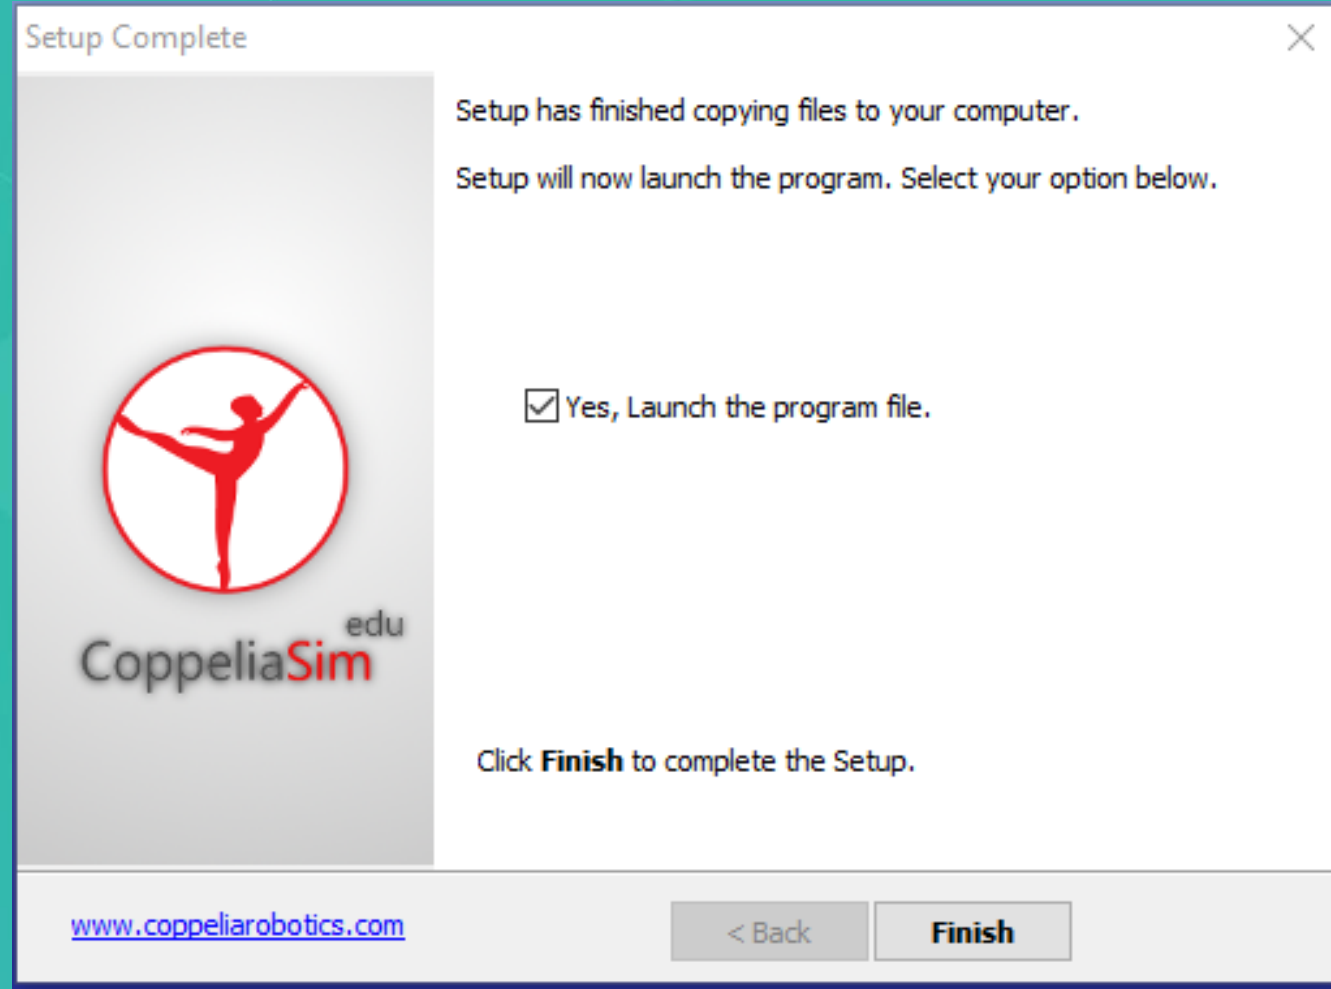 Setup Complete
Setup has finished copying files to your computer.
Setup will now launch the program. Select your option below.
Yes, Launch the program file.
edu
CoppeliaSim
Click Finish to complete the Setup.
www.coppeliarobotics.com
< Back
Finish